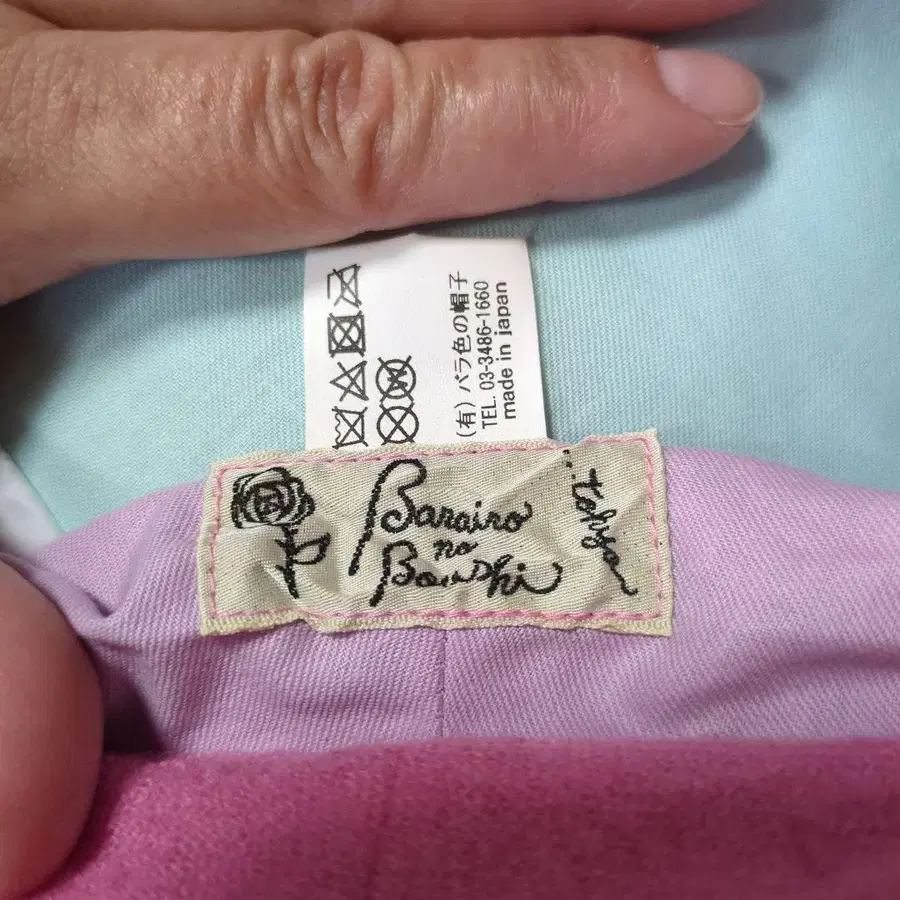 (有) バラ色の帽子
TEL. 03-3486-1660
made in japan
Barairo
no
Boushi
...tokyo